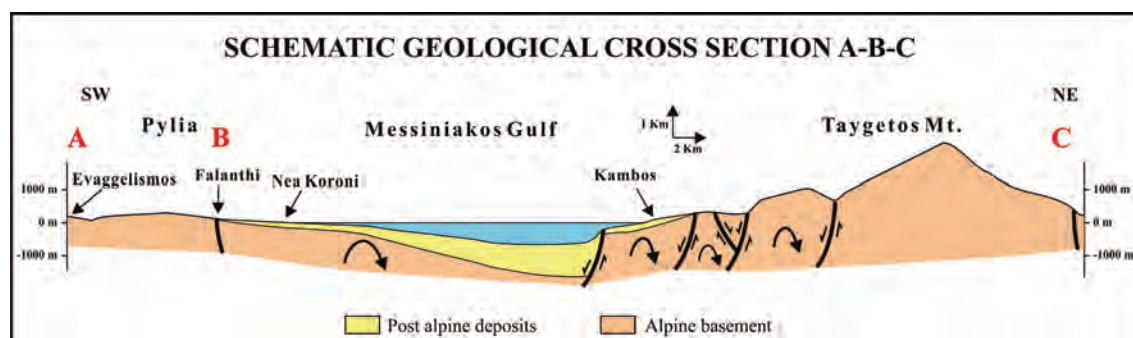 SCHEMATIC GEOLOGICAL CROSS SECTION A-B-C
SW
NE
Pylia
Messiniakos Gulf
1 Km
2 Km
Taygetos Mt.
A
B
C
Evaggelismos
Falanthi
Nea Koroni
Kambos
1000 m
0 m
-1000 m
1000 m
0 m
-1000 m
Post alpine deposits
Alpine basement